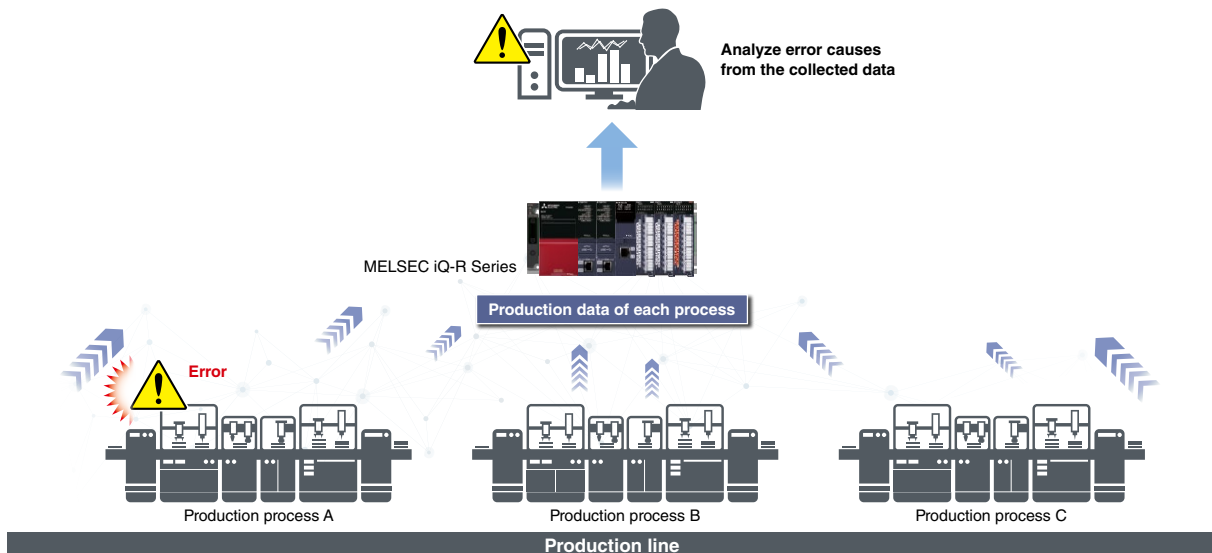 Analyze error causes
from the collected data
MELSEC iQ-R Series
Production data of each process
Error
Production process A
Production process B
Production process C
Production line